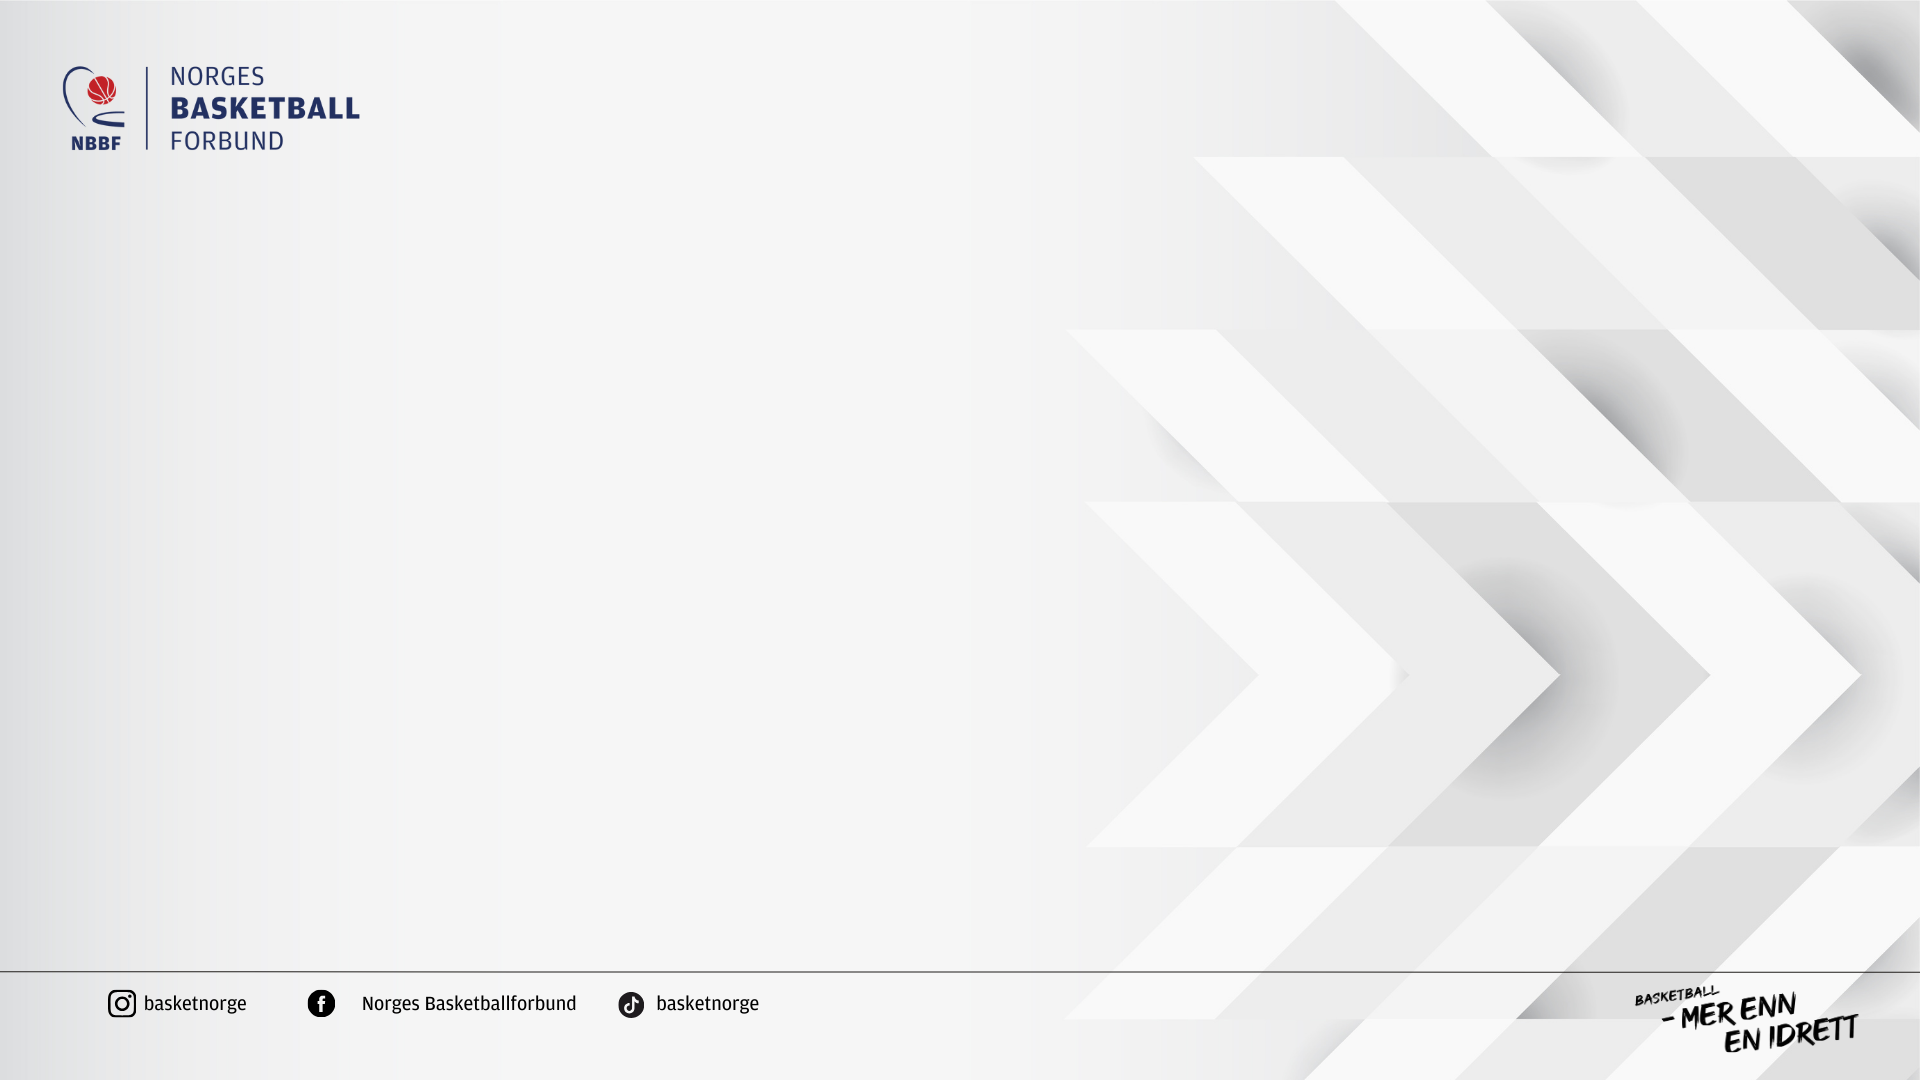 NORGES
BASKETBALL
FORBUND
NBBF
basketnorge
Norges Basketballforbund
basketnorge
BASKETBALL
- MER ENN
EN IDRETT